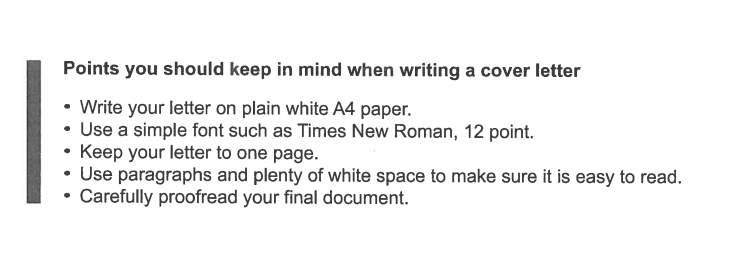 Points you should keep in mind when writing a cover letter
• Write your letter on plain white A4 paper.
• Use a simple font such as Times New Roman, 12 point.
• Keep your letter to one page.
• Use paragraphs and plenty of white space to make sure it is easy to read.
• Carefully proofread your final document.